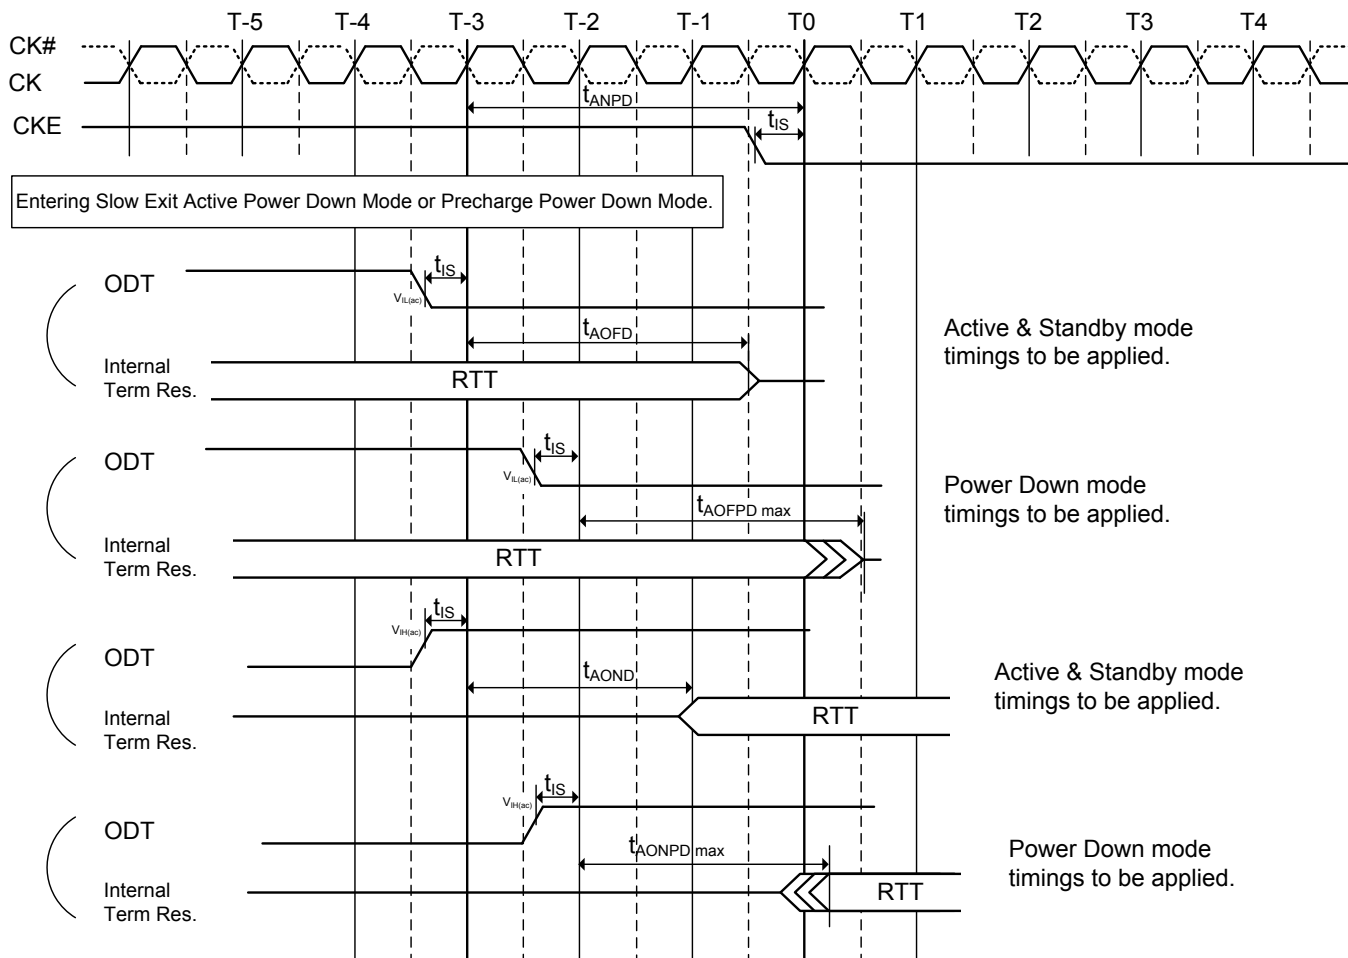 T-5 T-4 T-3 T-2 T-1 T0 T1 T2 T3 T4
CK#
CK
tANPD
CKE
tIS
Entering Slow Exit Active Power Down Mode or Precharge Power Down Mode.
ODT
tIS
VIL(ac)
tAOFD
Internal
Term Res.
RTT
Active & Standby mode
timings to be applied.
ODT
tIS
VIL(ac)
tAOFPD max
Internal
Term Res.
RTT
Power Down mode
timings to be applied.
ODT
tIS
VIH(ac)
tAOND
Internal
Term Res.
RTT
Active & Standby mode
timings to be applied.
ODT
tIS
VIH(ac)
tAONPD max
Internal
Term Res.
RTT
Power Down mode
timings to be applied.